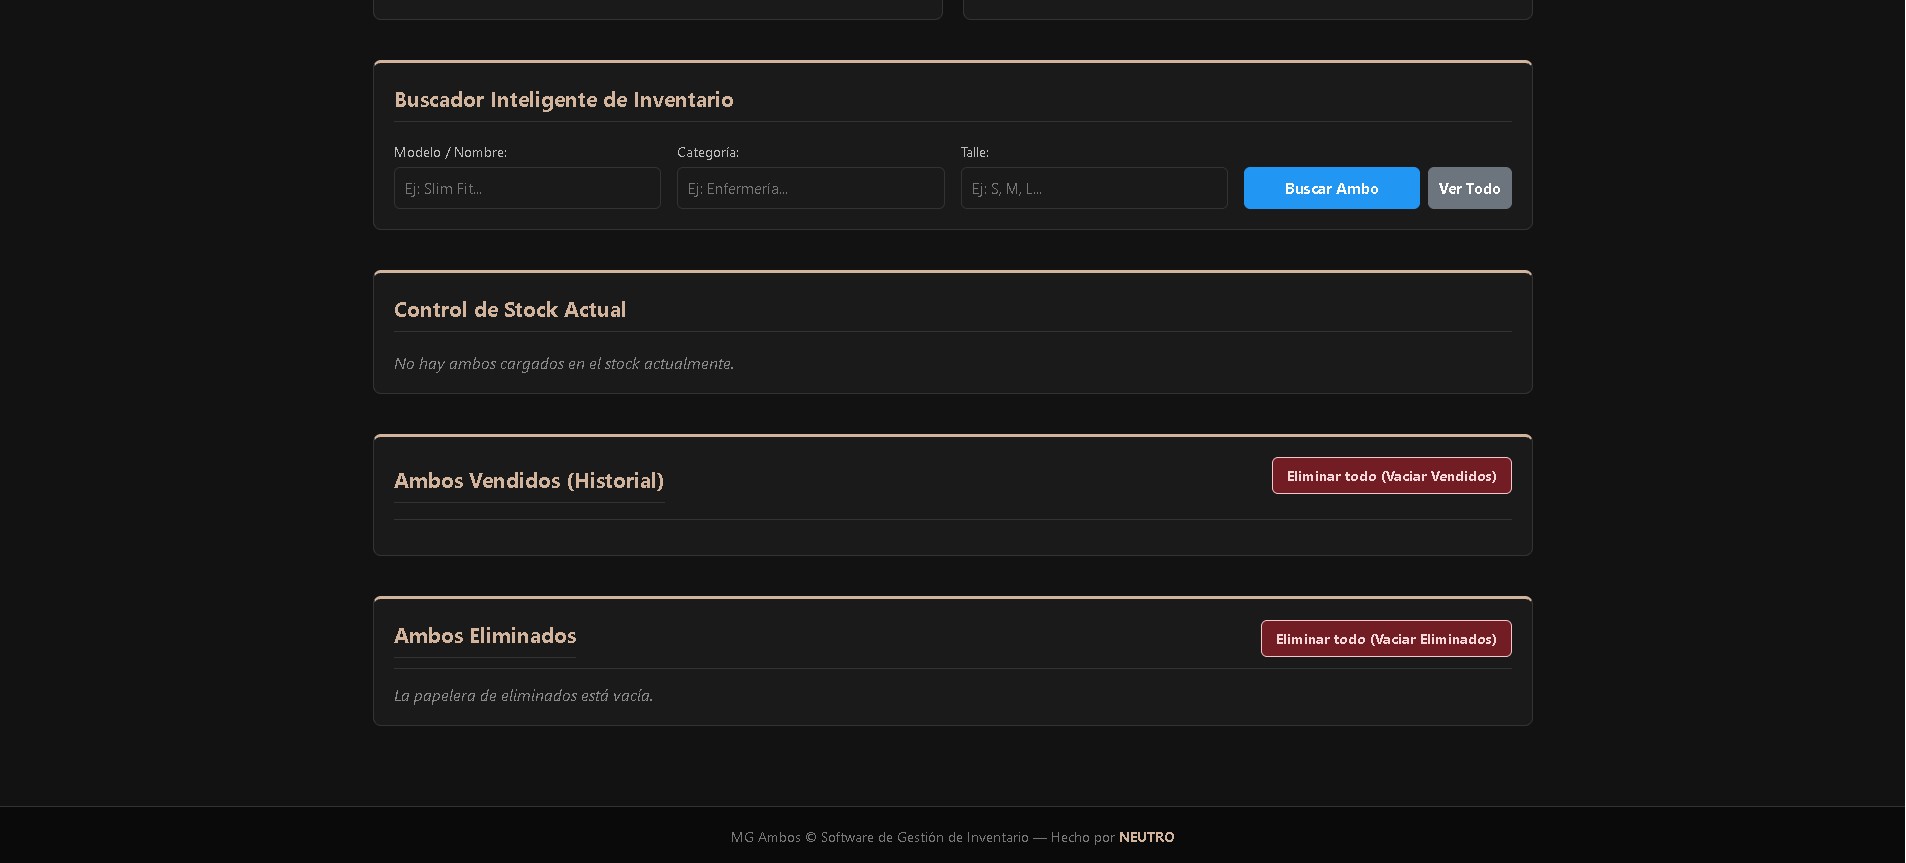 Buscador Inteligente de Inventario
Modelo / Nombre:
Categoría:
Talle:
Ej: Slim Fit...
Ej: Enfermería...
Ej: S, M, L...
Buscar Ambo
Ver Todo
Control de Stock Actual
No hay ambos cargados en el stock actualmente.
Ambos Vendidos (Historial)
Eliminar todo (Vaciar Vendidos)
Ambos Eliminados
Eliminar todo (Vaciar Eliminados)
La papelera de eliminados está vacía.
MG Ambos © Software de Gestión de Inventario — Hecho por NEUTRO